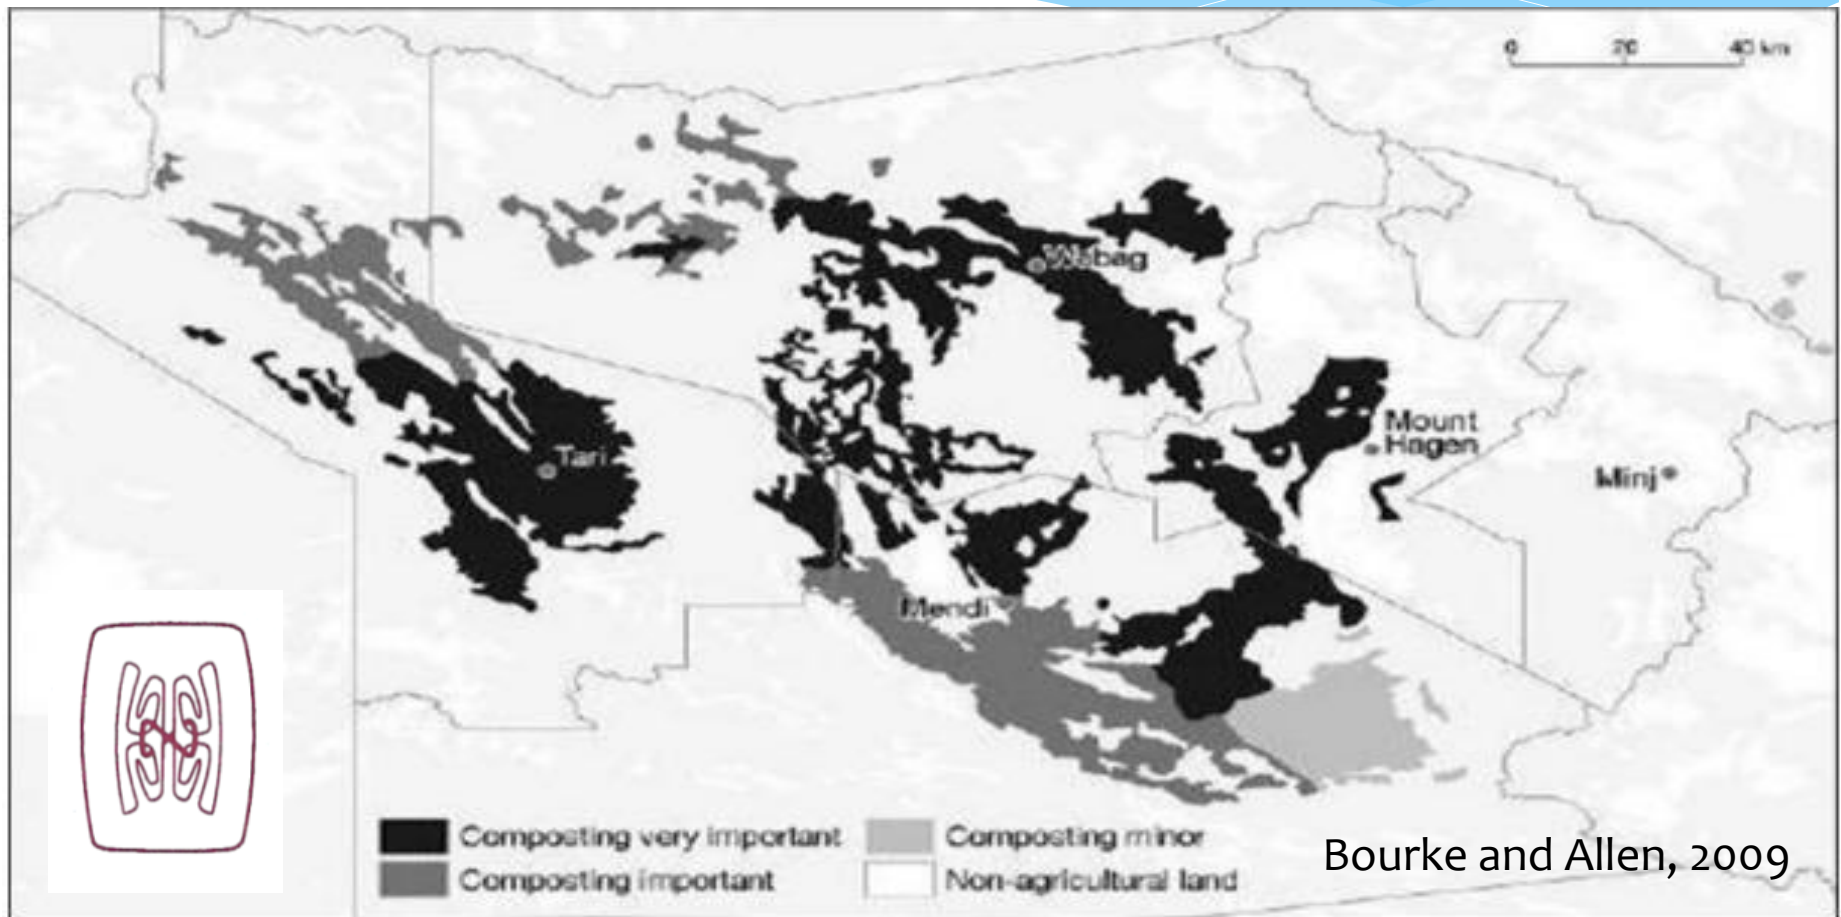 0 20 40 km
Wabag
Mount
Hagen
Tari
Minj
Mendi
Composting very important
Composting minor
Composting important
Non-agricultural land
Bourke and Allen, 2009